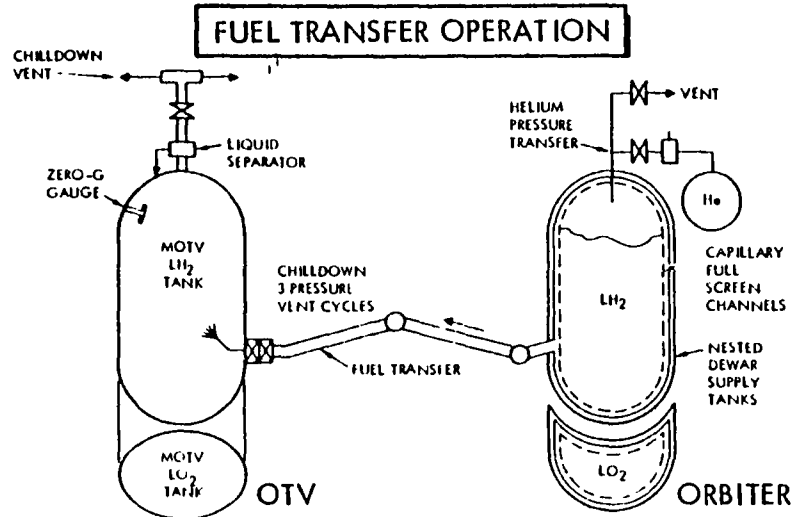 FUEL TRANSFER OPERATION
CHILLDOWN
VENT
LIQUID
SEPARATOR
ZERO-G
GAUGE
MOTV
LH2
TANK
CHILLDOWN
3 PRESSURE
VENT CYCLES
FUEL TRANSFER
MOTV
LO2
TANK
OTV
HELIUM
PRESSURE
TRANSFER
VENT
He
CAPILLARY
FULL
SCREEN
CHANNELS
LH2
NESTED
DEWAR
SUPPLY
TANKS
LO2
ORBITER